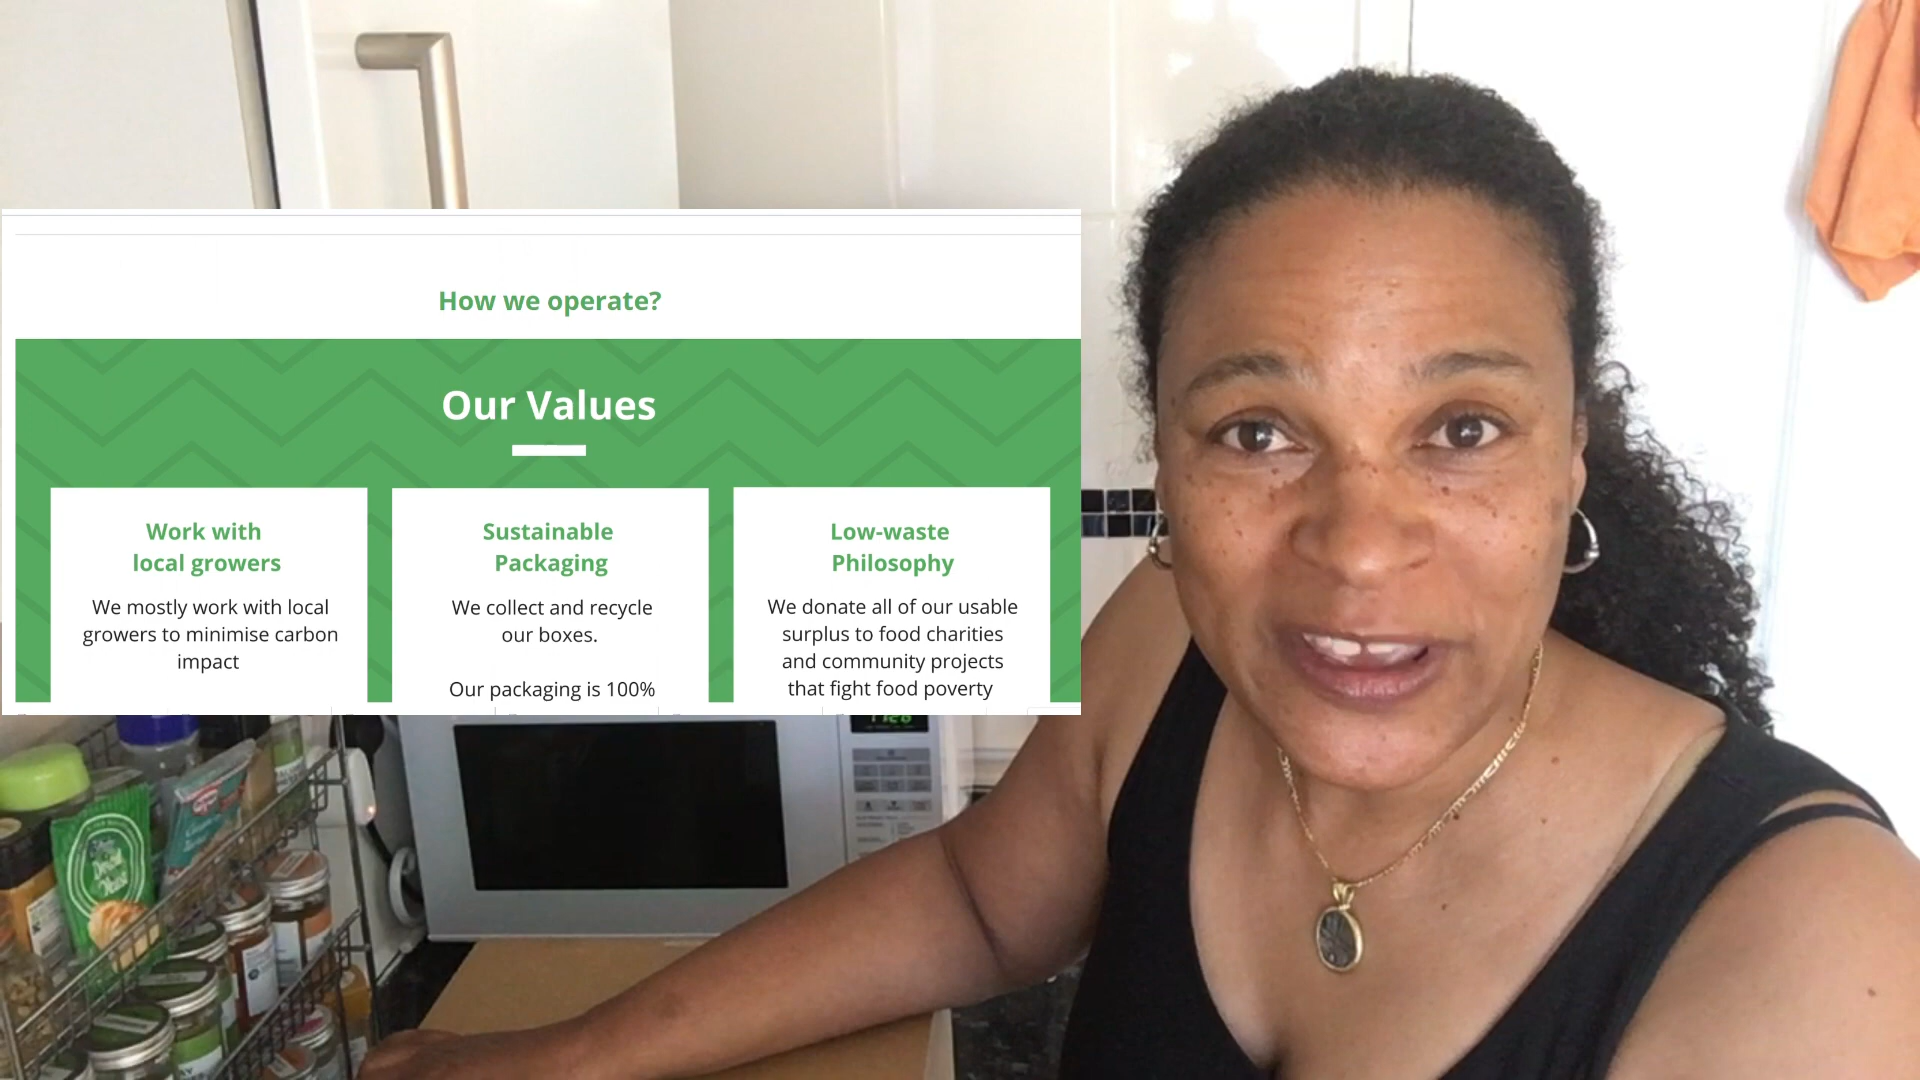 How we operate?
Our Values
Work with
local growers
We mostly work with local
growers to minimise carbon
impact
Sustainable
Packaging
We collect and recycle
our boxes.
Our packaging is 100%
Low-waste
Philosophy
We donate all of our usable
surplus to food charities
and community projects
that fight food poverty